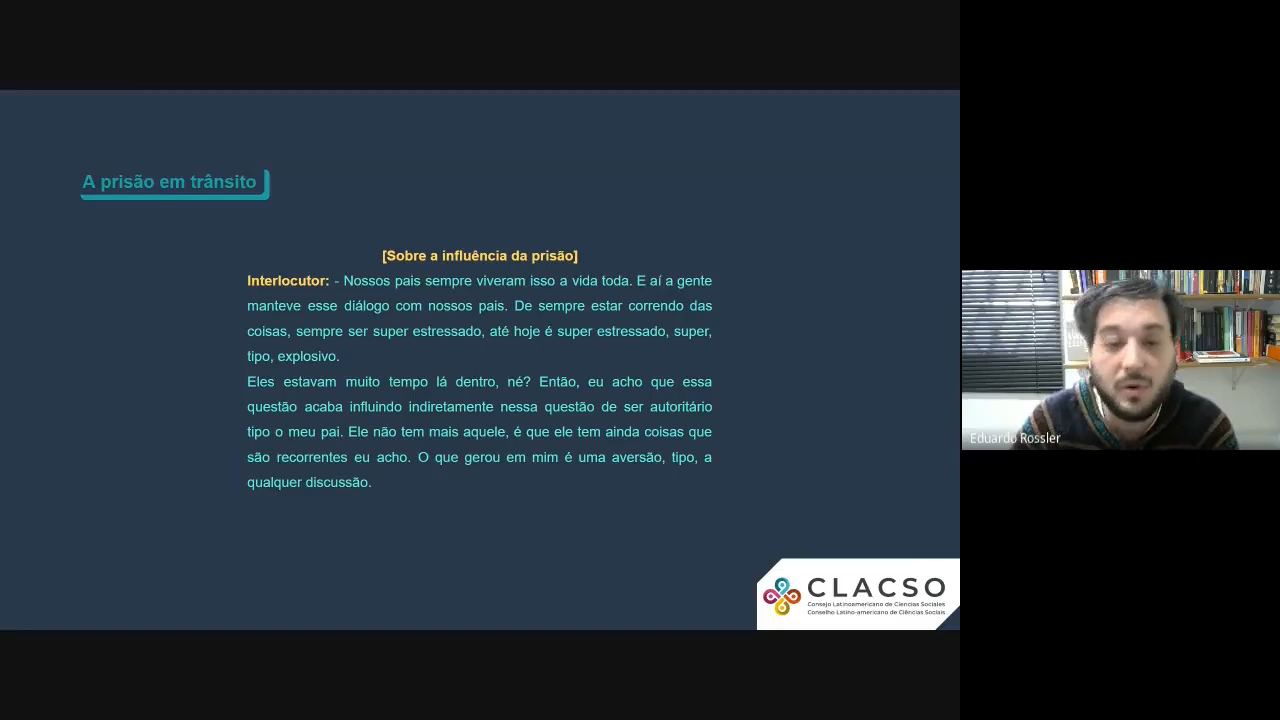 A prisão em trânsito
[Sobre a influência da prisão]
Interlocutor: - Nossos pais sempre viveram isso a vida toda. E aí a gente
manteve esse diálogo com nossos pais. De sempre estar correndo das
coisas, sempre ser super estressado, até hoje é super estressado, super,
tipo, explosivo.
Eles estavam muito tempo lá dentro, né? Então, eu acho que essa
questão acaba influindo indiretamente nessa questão de ser autoritário
tipo o meu pai. Ele não tem mais aquele, é que ele tem ainda coisas que
são recorrentes eu acho. O que gerou em mim é uma aversão, tipo, a
qualquer discussão.
Eduardo Rossler
CLACSO
Consejo Latinoamericano de Ciencias Sociales
Conselho Latino-americano de Ciências Sociais